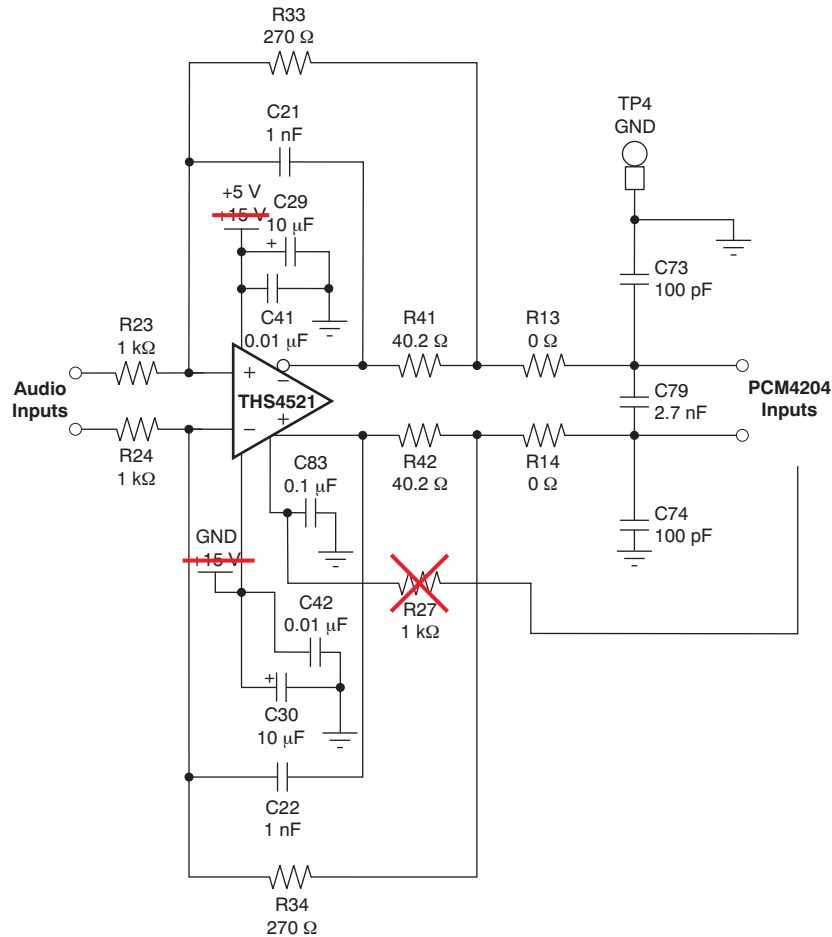 R33
270 Ω
C21
1 nF
TP4
GND
+5 V
+15 V
C29
10 µF
+
C73
100 pF
C41
0.01 µF
R23
1 kΩ
R41
40.2 Ω
R13
0 Ω
Audio
Inputs
+
−
THS4521
−
+
C79
2.7 nF
PCM4204
Inputs
R24
1 kΩ
C83
0.1 µF
R42
40.2 Ω
R14
0 Ω
C74
100 pF
GND
+15 V
C42
0.01 µF
R27
1 kΩ
+
C30
10 µF
C22
1 nF
R34
270 Ω